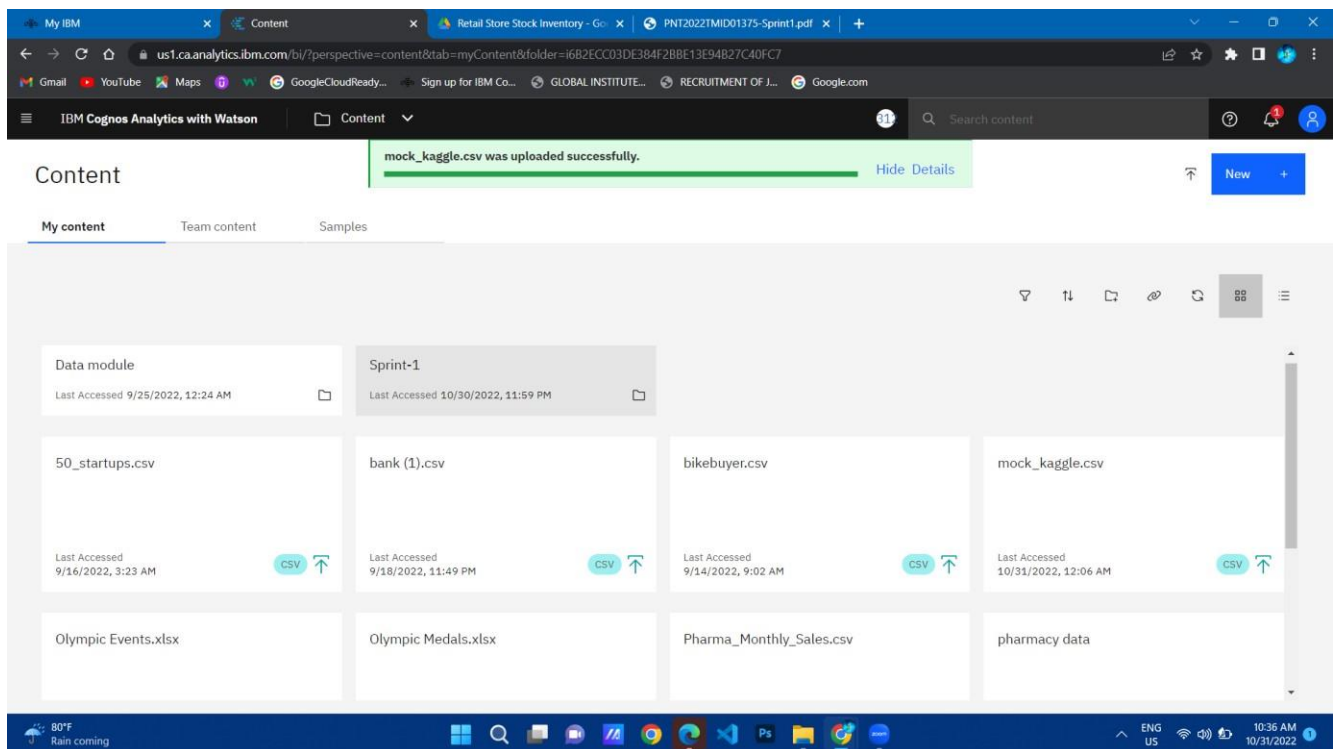 My IBM
Content
Retail Store Stock Inventory - Go
PNT2022TMID01375-Sprint1.pdf
us1.ca.analytics.ibm.com/bi/?perspective=content&tab=myContent&folder=i6B2ECC03DE384F2BBE13E94B27C40FC7
Gmail YouTube Maps GoogleCloudReady... Sign up for IBM Co... GLOBAL INSTITUTE... RECRUITMENT OF J... Google.com
IBM Cognos Analytics with Watson Content Search content
mock_kaggle.csv was uploaded successfully.
Hide Details
Content
New +
My content Team content Samples
Data module Sprint-1
Last Accessed 9/25/2022, 12:24 AM Last Accessed 10/30/2022, 11:59 PM
50_startups.csv bank (1).csv bikebuyer.csv mock_kaggle.csv
Last Accessed Last Accessed Last Accessed Last Accessed
9/16/2022, 3:23 AM CSV 9/18/2022, 11:49 PM CSV 9/14/2022, 9:02 AM CSV 10/31/2022, 12:06 AM CSV
Olympic Events.xlsx Olympic Medals.xlsx Pharma_Monthly_Sales.csv pharmacy data
80°F
Rain coming
Ps
zoom
ENG
US
10:36 AM
10/31/2022
1